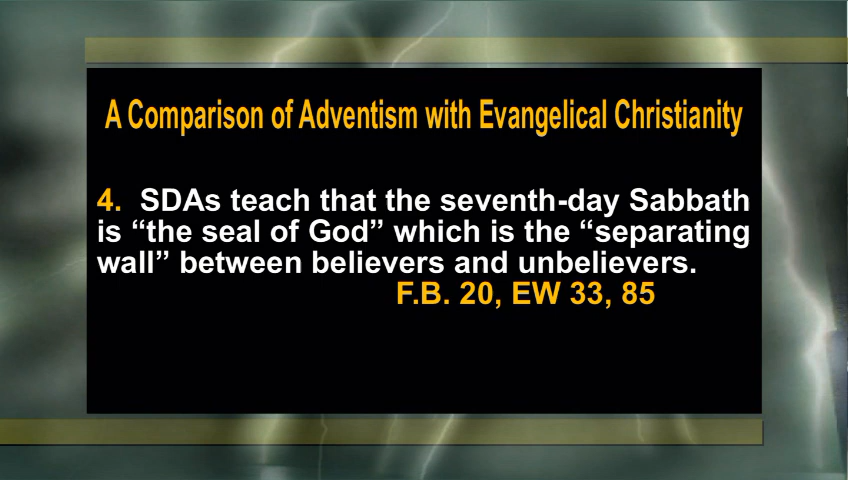 A Comparison of Adventism with Evangelical Christianity
4. SDAs teach that the seventh-day Sabbath
is “the seal of God” which is the “separating
wall” between believers and unbelievers.
F.B. 20, EW 33, 85